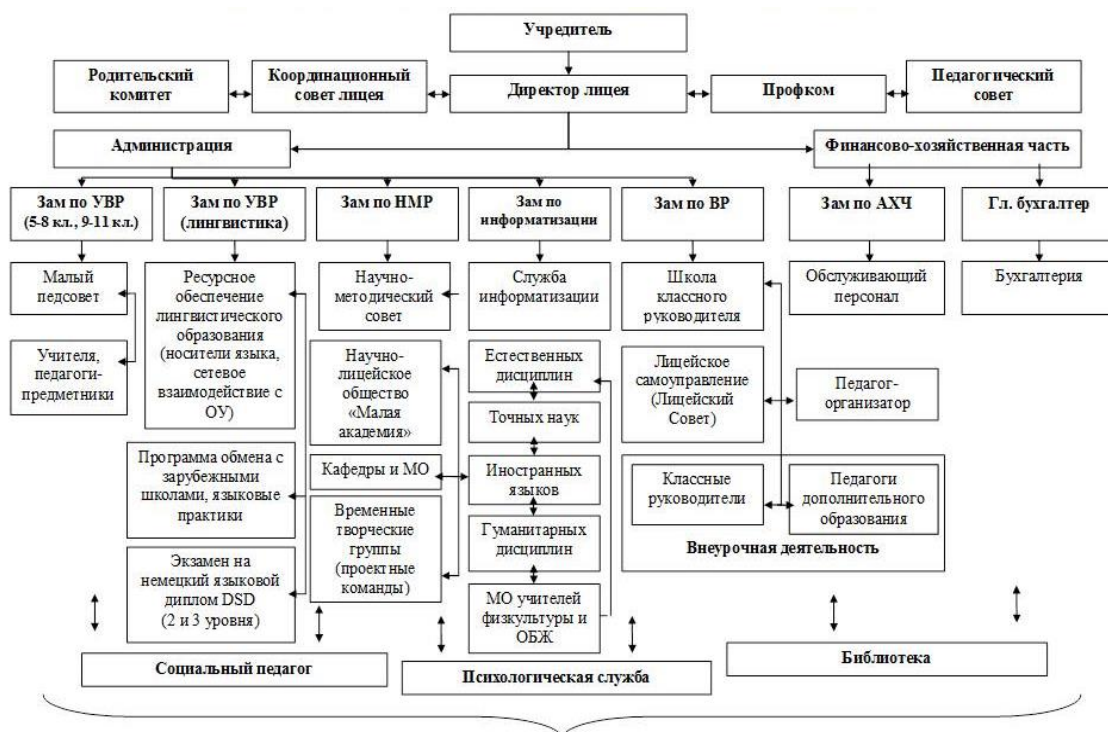 Учредитель
Родительский
комитет
Координационный
совет лицея
Директор лицея
Профком
Педагогический
совет
Администрация
Финансово-хозяйственная часть
Зам по УВР
(5-8 кл., 9-11 кл.)
Зам по УВР
(лингвистика)
Зам по НМР
Зам по
информатизации
Зам по ВР
Зам по АХЧ
Гл. бухгалтер
Малый
педсовет
Ресурсное
обеспечение
лингвистического
образования
(носители языка,
сетевое
взаимодействие с
ОУ)
Научно-
методический
совет
Служба
информатизации
Школа
классного
руководителя
Обслуживающий
персонал
Бухгалтерия
Учителя,
педагоги-
предметники
Научно-
лицейское
общество
«Малая
академия»
Естественных
дисциплин
Лицейское
самоуправление
(Лицейский
Совет)
Педагог-
организатор
Точных наук
Программа обмена с
зарубежными
школами, языковые
практики
Кафедры и МО
Иностранных
языков
Классные
руководители
Педагоги
дополнительного
образования
Внеурочная деятельность
Временные
творческие
группы
(проектные
команды)
Гуманитарных
дисциплин
Экзамен на
немецкий языковой
диплом DSD
(2 и 3 уровня)
МО учителей
физкультуры и
ОБЖ
Социальный педагог
Психологическая служба
Библиотека